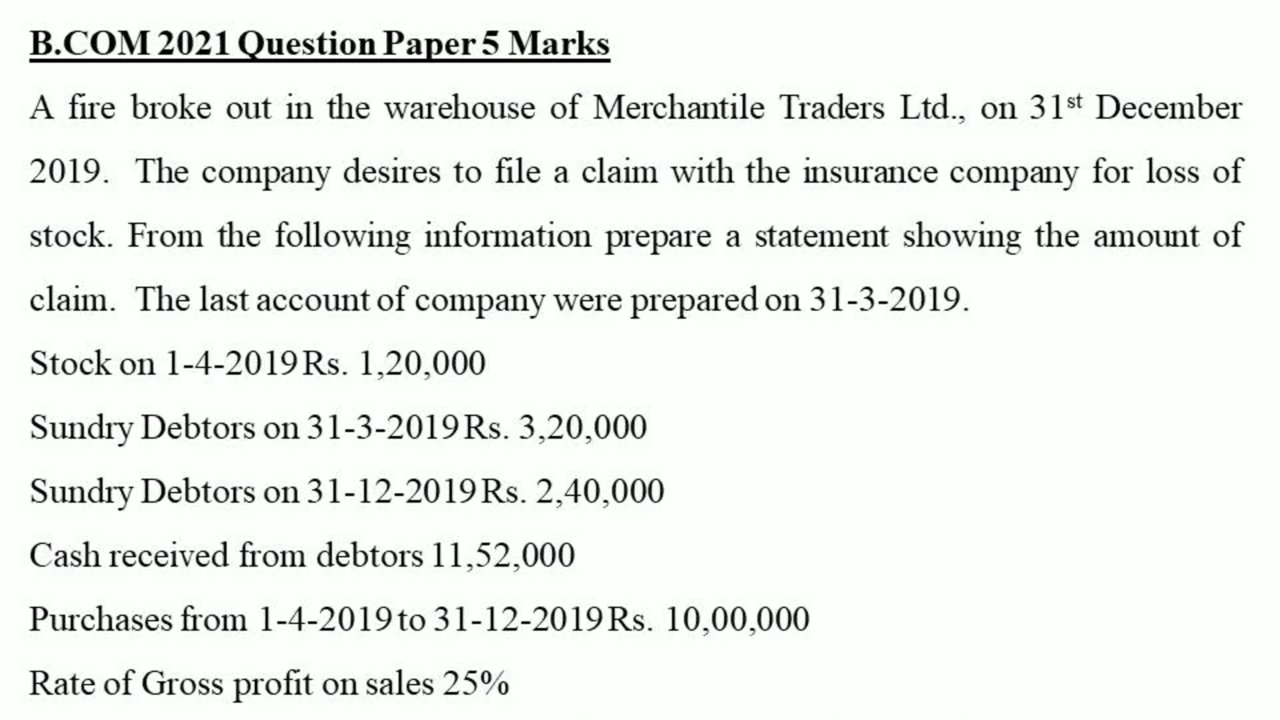 B.COM 2021 Question Paper 5 Marks
A fire broke out in the warehouse of Merchantile Traders Ltd., on 31st December
2019. The company desires to file a claim with the insurance company for loss of
stock. From the following information prepare a statement showing the amount of
claim. The last account of company were prepared on 31-3-2019.
Stock on 1-4-2019 Rs. 1,20,000
Sundry Debtors on 31-3-2019 Rs. 3,20,000
Sundry Debtors on 31-12-2019 Rs. 2,40,000
Cash received from debtors 11,52,000
Purchases from 1-4-2019 to 31-12-2019 Rs. 10,00,000
Rate of Gross profit on sales 25%